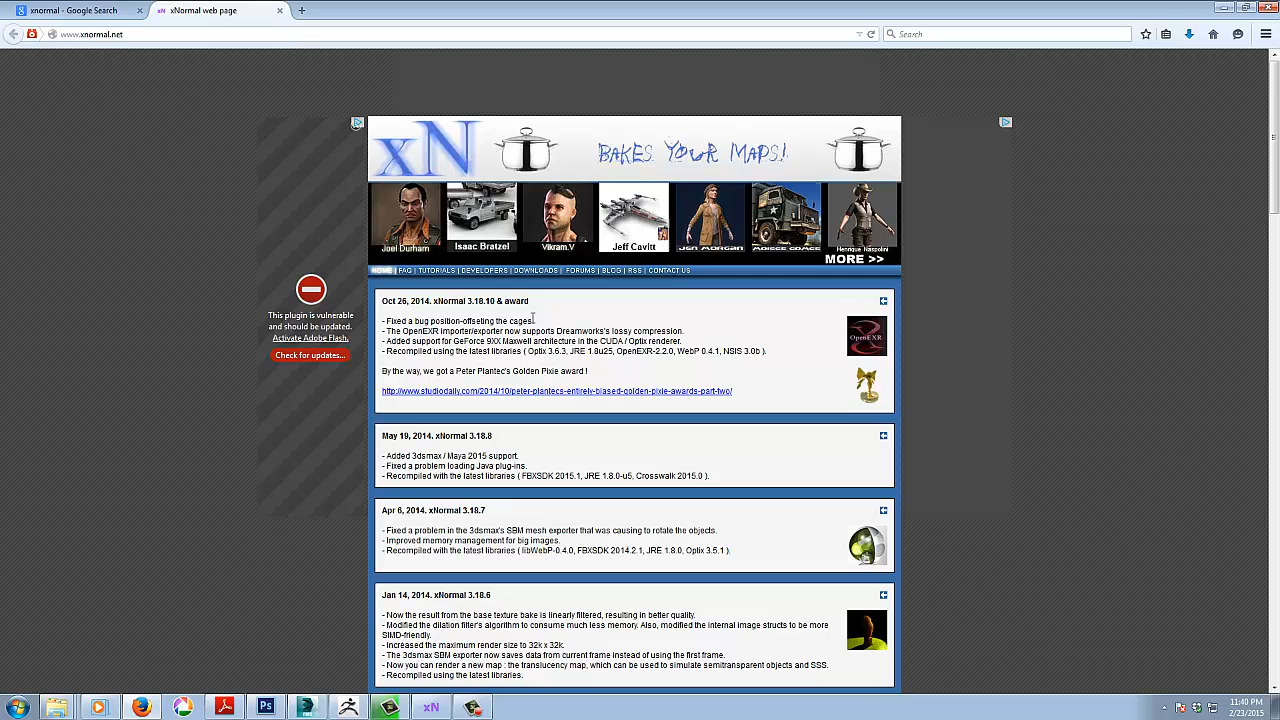 xnormal - Google Search
xN xNormal web page
www.xnormal.net
Search
xN BAKES YOUR MAPS!
Joel Durham Isaac Bratzel Vikram.V Jeff Cavitt Jen Morgan Henrique Naspolini
MORE >>
HOME | FAQ | TUTORIALS | DEVELOPERS | DOWNLOADS | FORUMS | BLOG | RSS | CONTACT US
This plugin is vulnerable
and should be updated.
Activate Adobe Flash.
Check for updates...
Oct 26, 2014. xNormal 3.18.10 & award
- Fixed a bug position-offseting the cages.
- The OpenEXR importer/exporter now supports Dreamworks's lossy compression.
- Added support for GeForce 9XX Maxwell architecture in the CUDA / Optix renderer.
- Recompiled using the latest libraries ( Optix 3.6.3, JRE 1.8u25, OpenEXR-2.2.0, WebP 0.4.1, NSIS 3.0b ).
OpenEXR
By the way, we got a Peter Plantec's Golden Pixie award !
http://www.studiodaily.com/2014/10/peter-plantecs-entirely-biased-golden-pixie-awards-part-two/
May 19, 2014. xNormal 3.18.8
- Added 3dsmax / Maya 2015 support.
- Fixed a problem loading Java plug-ins.
- Recompiled with the latest libraries ( FBXSDK 2015.1, JRE 1.8.0-u5, Crosswalk 2015.0 ).
Apr 6, 2014. xNormal 3.18.7
- Fixed a problem in the 3dsmax's SBM mesh exporter that was causing to rotate the objects.
- Improved memory management for big images.
- Recompiled with the latest libraries ( libWebP-0.4.0, FBXSDK 2014.2.1, JRE 1.8.0, Optix 3.5.1 ).
Jan 14, 2014. xNormal 3.18.6
- Now the result from the base texture bake is linearly filtered, resulting in better quality.
- Modified the dilation filter's algorithm to consume much less memory. Also, modified the internal image structs to be more
SIMD-friendly.
- Increased the maximum render size to 32k x 32k.
- The 3dsmax SBM exporter now saves data from current frame instead of using the first frame.
- Now you can render a new map : the translucency map, which can be used to simulate semitransparent objects and SSS.
- Recompiled using the latest libraries.
Ps
xN
11:40 PM
2/23/2015